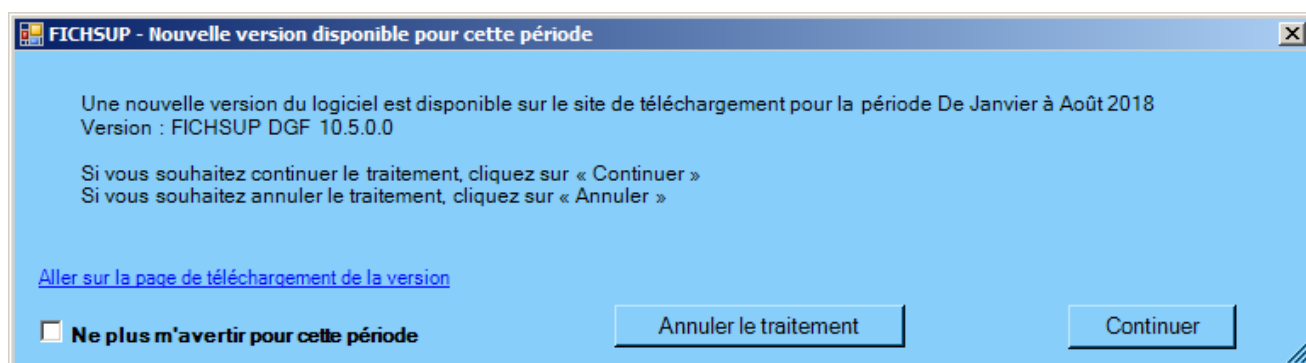 FICHSUP - Nouvelle version disponible pour cette période
Une nouvelle version du logiciel est disponible sur le site de téléchargement pour la période De Janvier à Août 2018
Version : FICHSUP DGF 10.5.0.0
Si vous souhaitez continuer le traitement, cliquez sur « Continuer »
Si vous souhaitez annuler le traitement, cliquez sur « Annuler »
Aller sur la page de téléchargement de la version
Ne plus m'avertir pour cette période
Annuler le traitement
Continuer